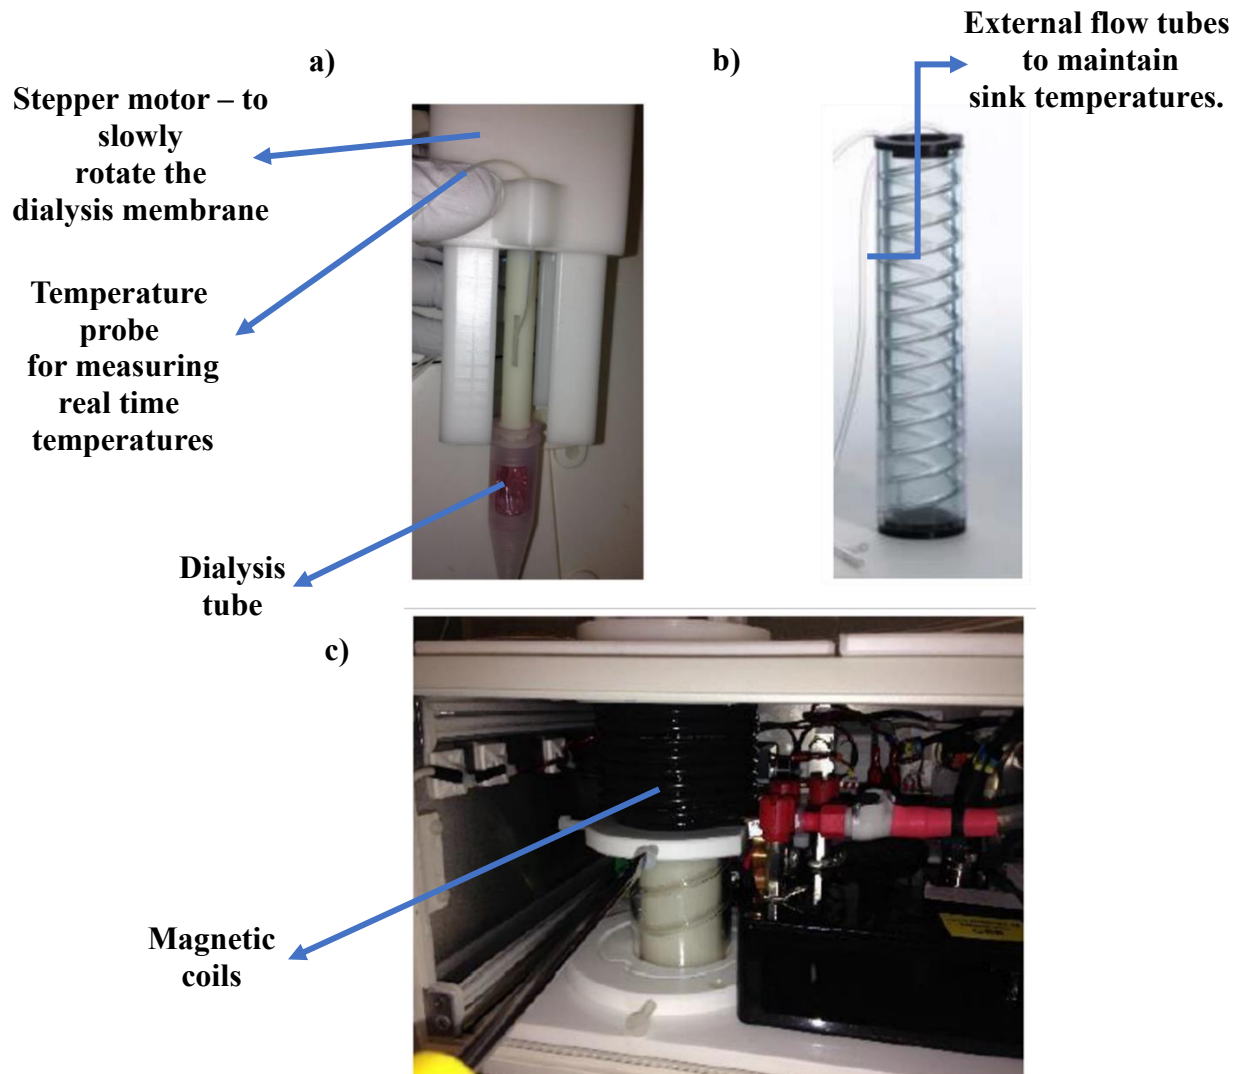 a)
b)
External flow tubes
to maintain
sink temperatures.
Stepper motor – to
slowly
rotate the
dialysis membrane
Temperature
probe
for measuring
real time
temperatures
Dialysis
tube
c)
Magnetic
coils